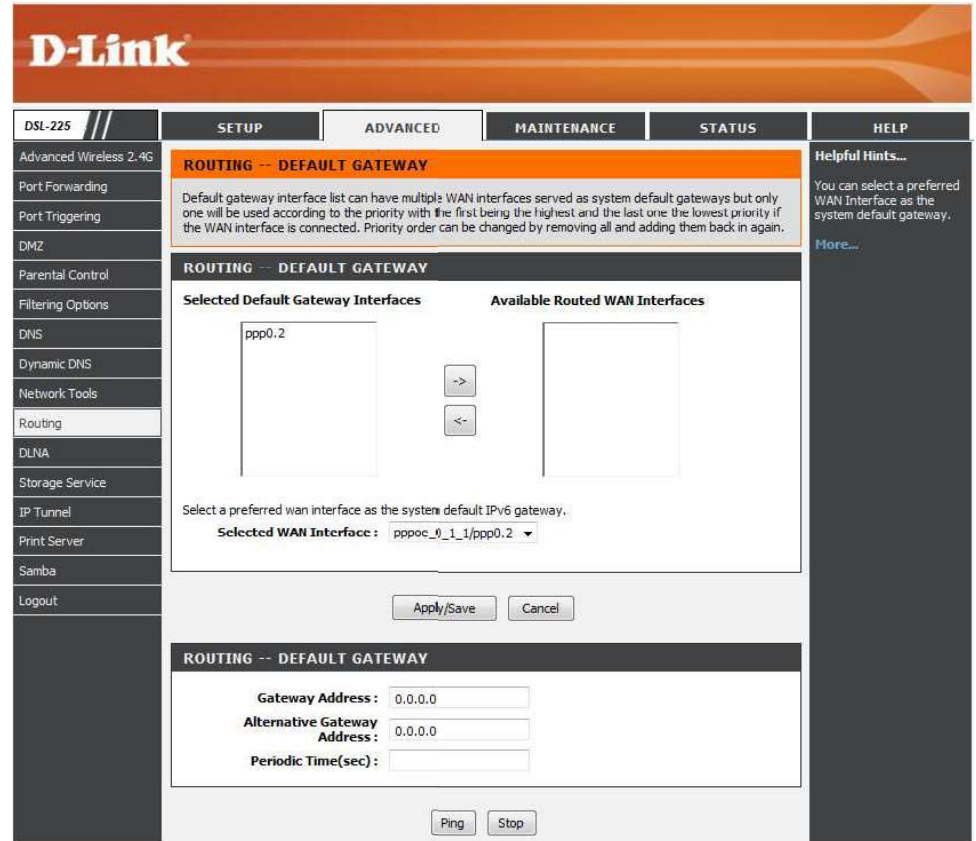 D-Link
DSL-225
SETUP
ADVANCED
MAINTENANCE
STATUS
HELP
Advanced Wireless 2.4G
Port Forwarding
Port Triggering
DMZ
Parental Control
Filtering Options
DNS
Dynamic DNS
Network Tools
Routing
DLNA
Storage Service
IP Tunnel
Print Server
Samba
Logout
ROUTING -- DEFAULT GATEWAY
Default gateway interface list can have multiple WAN interfaces served as system default gateways but only
one will be used according to the priority with the first being the highest and the last one the lowest priority if
the WAN interface is connected. Priority order can be changed by removing all and adding them back in again.
ROUTING -- DEFAULT GATEWAY
Selected Default Gateway Interfaces
Available Routed WAN Interfaces
ppp0.2
->
<-
Select a preferred wan interface as the system default IPv6 gateway.
Selected WAN Interface : pppoe_0_1_1/ppp0.2
Apply/Save
Cancel
ROUTING -- DEFAULT GATEWAY
Gateway Address : 0.0.0.0
Alternative Gateway
Address : 0.0.0.0
Periodic Time(sec) :
Ping
Stop
Helpful Hints...
You can select a preferred
WAN Interface as the
system default gateway.
More...